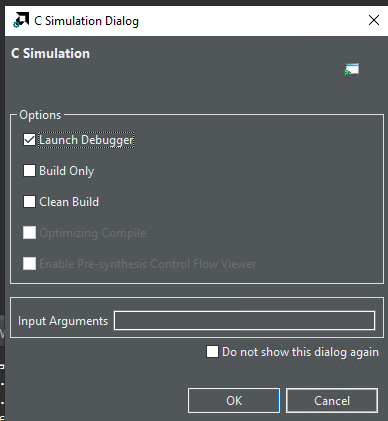 C Simulation Dialog
C Simulation
Options
Launch Debugger
Build Only
Clean Build
Optimizing Compile
Enable Pre-synthesis Control Flow Viewer
Input Arguments
Do not show this dialog again
OK
Cancel